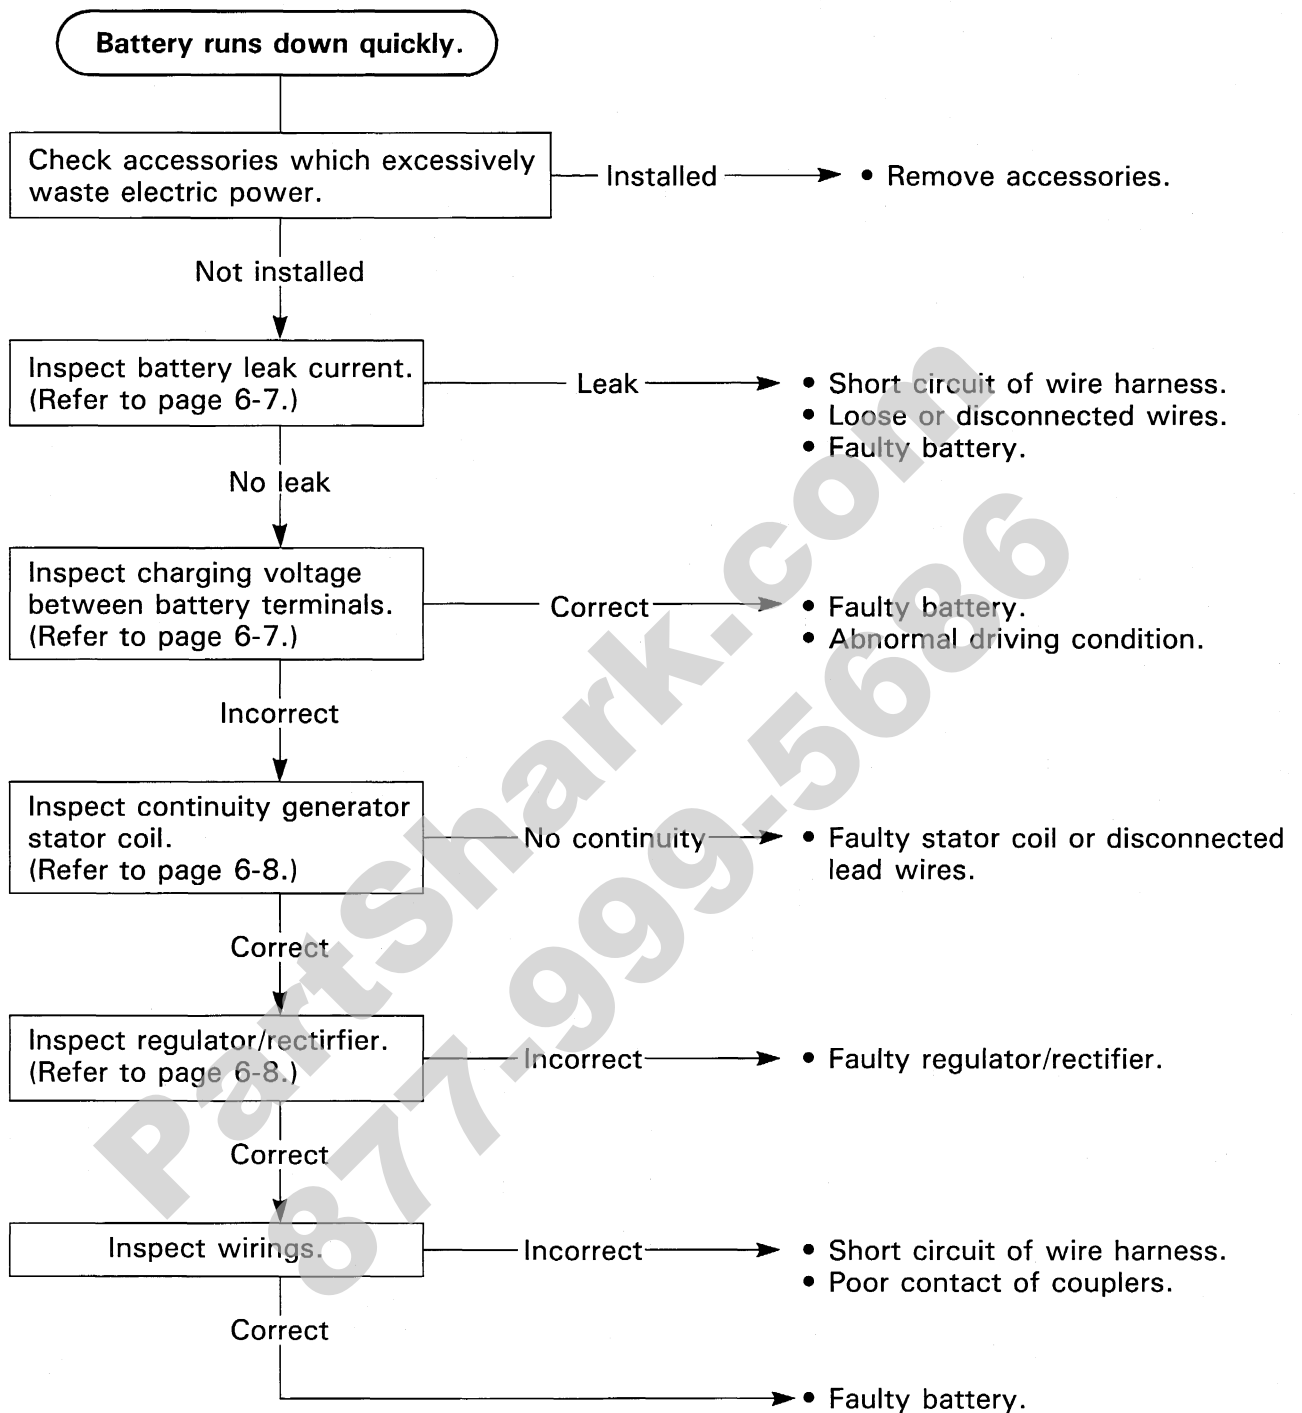 Battery runs down quickly.
Check accessories which excessively
waste electric power.
Installed
• Remove accessories.
Not installed
Inspect battery leak current.
(Refer to page 6-7.)
Leak
• Short circuit of wire harness.
• Loose or disconnected wires.
• Faulty battery.
No leak
Inspect charging voltage
between battery terminals.
(Refer to page 6-7.)
Correct
• Faulty battery.
• Abnormal driving condition.
Incorrect
Inspect continuity generator
stator coil.
(Refer to page 6-8.)
No continuity
• Faulty stator coil or disconnected
lead wires.
Correct
Inspect regulator/rectirfier.
(Refer to page 6-8.)
Incorrect
• Faulty regulator/rectifier.
Correct
Inspect wirings.
Incorrect
• Short circuit of wire harness.
• Poor contact of couplers.
Correct
• Faulty battery.
PartShark.com
877-999-5686